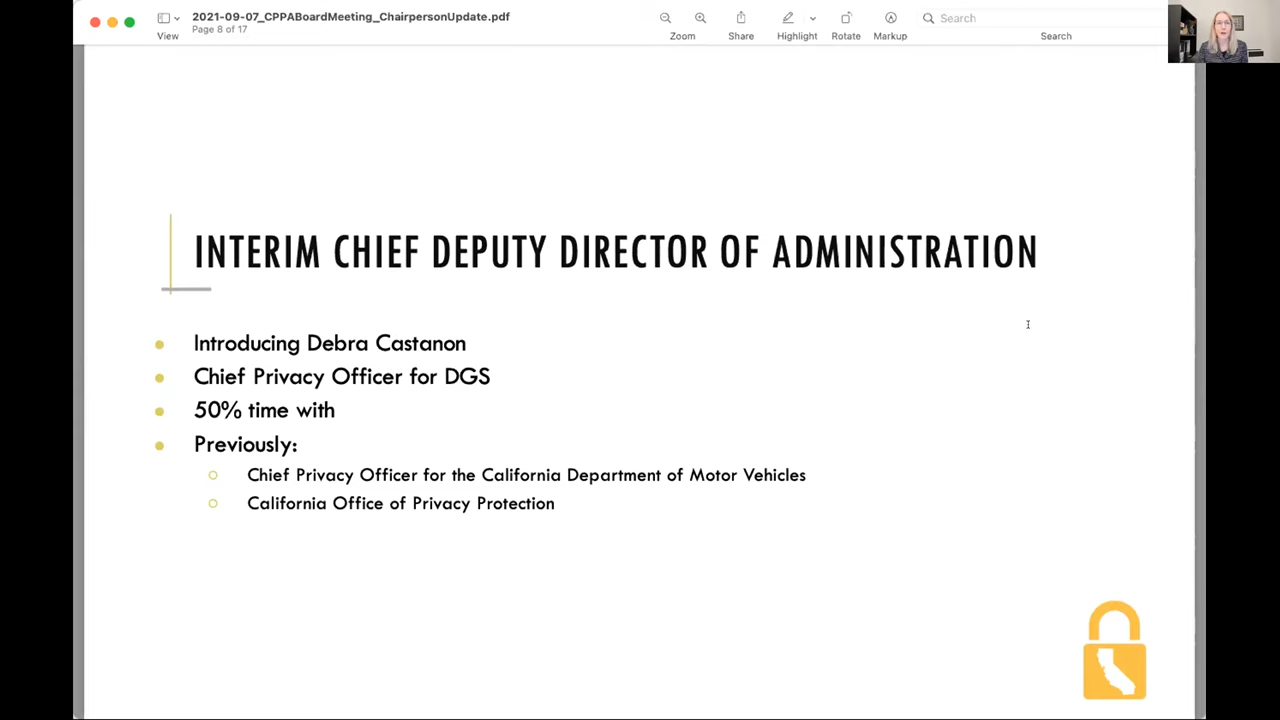 2021-09-07_CPPABoardMeeting_ChairpersonUpdate.pdf
Page 8 of 17
View
Zoom
Share
Highlight
Rotate
Markup
Search
Search
INTERIM CHIEF DEPUTY DIRECTOR OF ADMINISTRATION
Introducing Debra Castanon
Chief Privacy Officer for DGS
50% time with
Previously:
Chief Privacy Officer for the California Department of Motor Vehicles
California Office of Privacy Protection